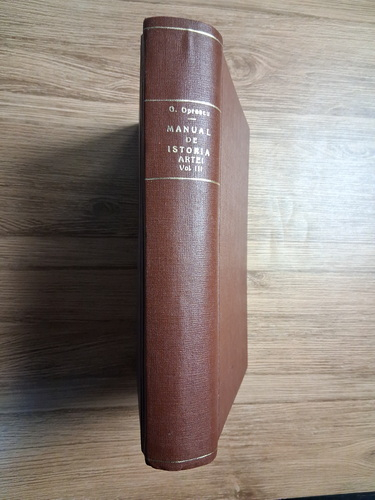 G. Oprescu
MANUAL
DE
ISTORIA
ARTEI
Vol III